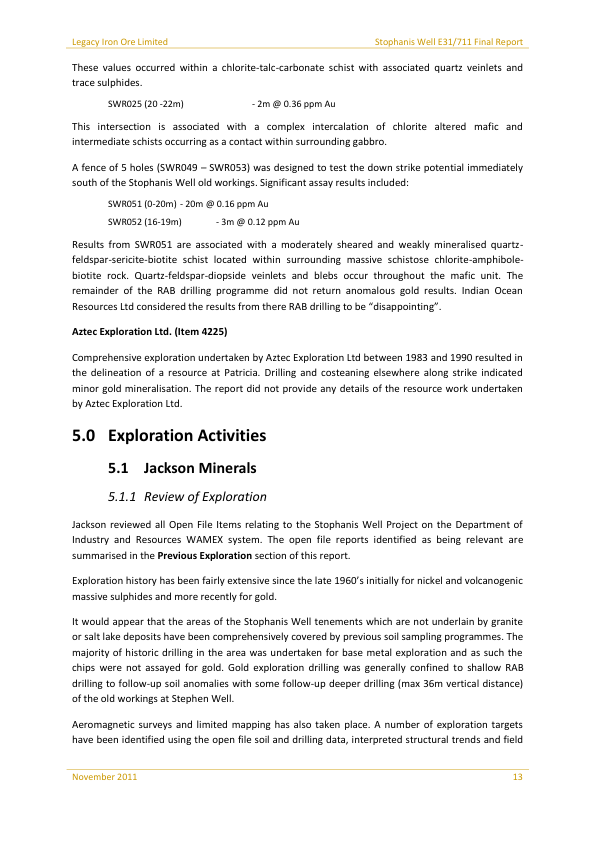 Legacy Iron Ore Limited Stophanis Well E31/711 Final Report
These values occurred within a chlorite-talc-carbonate schist with associated quartz veinlets and
trace sulphides.
SWR025 (20 -22m) - 2m @ 0.36 ppm Au
This intersection is associated with a complex intercalation of chlorite altered mafic and
intermediate schists occurring as a contact within surrounding gabbro.
A fence of 5 holes (SWR049 – SWR053) was designed to test the down strike potential immediately
south of the Stophanis Well old workings. Significant assay results included:
SWR051 (0-20m) - 20m @ 0.16 ppm Au
SWR052 (16-19m) - 3m @ 0.12 ppm Au
Results from SWR051 are associated with a moderately sheared and weakly mineralised quartz-
feldspar-sericite-biotite schist located within surrounding massive schistose chlorite-amphibole-
biotite rock. Quartz-feldspar-diopside veinlets and blebs occur throughout the mafic unit. The
remainder of the RAB drilling programme did not return anomalous gold results. Indian Ocean
Resources Ltd considered the results from there RAB drilling to be “disappointing”.
Aztec Exploration Ltd. (Item 4225)
Comprehensive exploration undertaken by Aztec Exploration Ltd between 1983 and 1990 resulted in
the delineation of a resource at Patricia. Drilling and costeaning elsewhere along strike indicated
minor gold mineralisation. The report did not provide any details of the resource work undertaken
by Aztec Exploration Ltd.
5.0 Exploration Activities
5.1 Jackson Minerals
5.1.1 Review of Exploration
Jackson reviewed all Open File Items relating to the Stophanis Well Project on the Department of
Industry and Resources WAMEX system. The open file reports identified as being relevant are
summarised in the Previous Exploration section of this report.
Exploration history has been fairly extensive since the late 1960’s initially for nickel and volcanogenic
massive sulphides and more recently for gold.
It would appear that the areas of the Stophanis Well tenements which are not underlain by granite
or salt lake deposits have been comprehensively covered by previous soil sampling programmes. The
majority of historic drilling in the area was undertaken for base metal exploration and as such the
chips were not assayed for gold. Gold exploration drilling was generally confined to shallow RAB
drilling to follow-up soil anomalies with some follow-up deeper drilling (max 36m vertical distance)
of the old workings at Stephen Well.
Aeromagnetic surveys and limited mapping has also taken place. A number of exploration targets
have been identified using the open file soil and drilling data, interpreted structural trends and field
November 2011 13